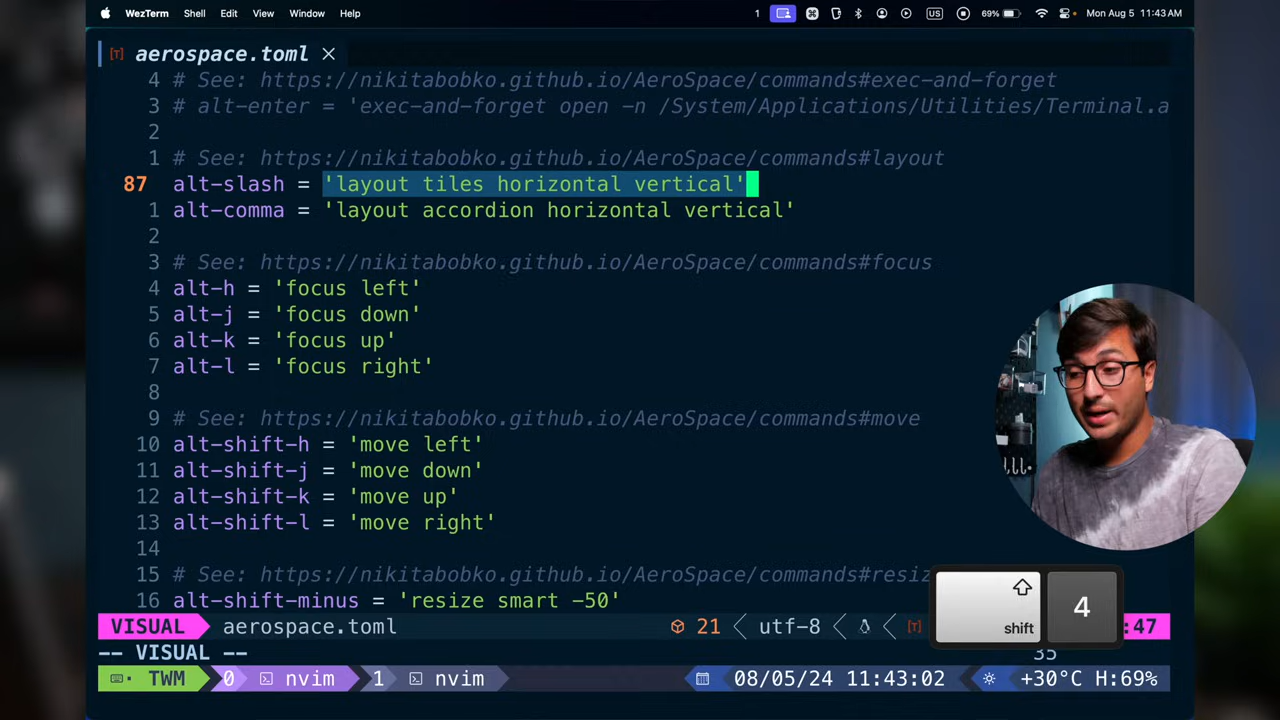 WezTerm Shell Edit View Window Help 1 US 69% Mon Aug 5 11:43 AM
[T] aerospace.toml ×
4 # See: https://nikitabobko.github.io/AeroSpace/commands#exec-and-forget
3 # alt-enter = 'exec-and-forget open -n /System/Applications/Utilities/Terminal.a
2
1 # See: https://nikitabobko.github.io/AeroSpace/commands#layout
87 alt-slash = 'layout tiles horizontal vertical'
1 alt-comma = 'layout accordion horizontal vertical'
2
3 # See: https://nikitabobko.github.io/AeroSpace/commands#focus
4 alt-h = 'focus left'
5 alt-j = 'focus down'
6 alt-k = 'focus up'
7 alt-l = 'focus right'
8
9 # See: https://nikitabobko.github.io/AeroSpace/commands#move
10 alt-shift-h = 'move left'
11 alt-shift-j = 'move down'
12 alt-shift-k = 'move up'
13 alt-shift-l = 'move right'
14
15 # See: https://nikitabobko.github.io/AeroSpace/commands#resiz
16 alt-shift-minus = 'resize smart -50'
shift 4
VISUAL aerospace.toml 21 utf-8 [T] :47
-- VISUAL -- 35
TWM 0 nvim 1 nvim 08/05/24 11:43:02 +30°C H:69%